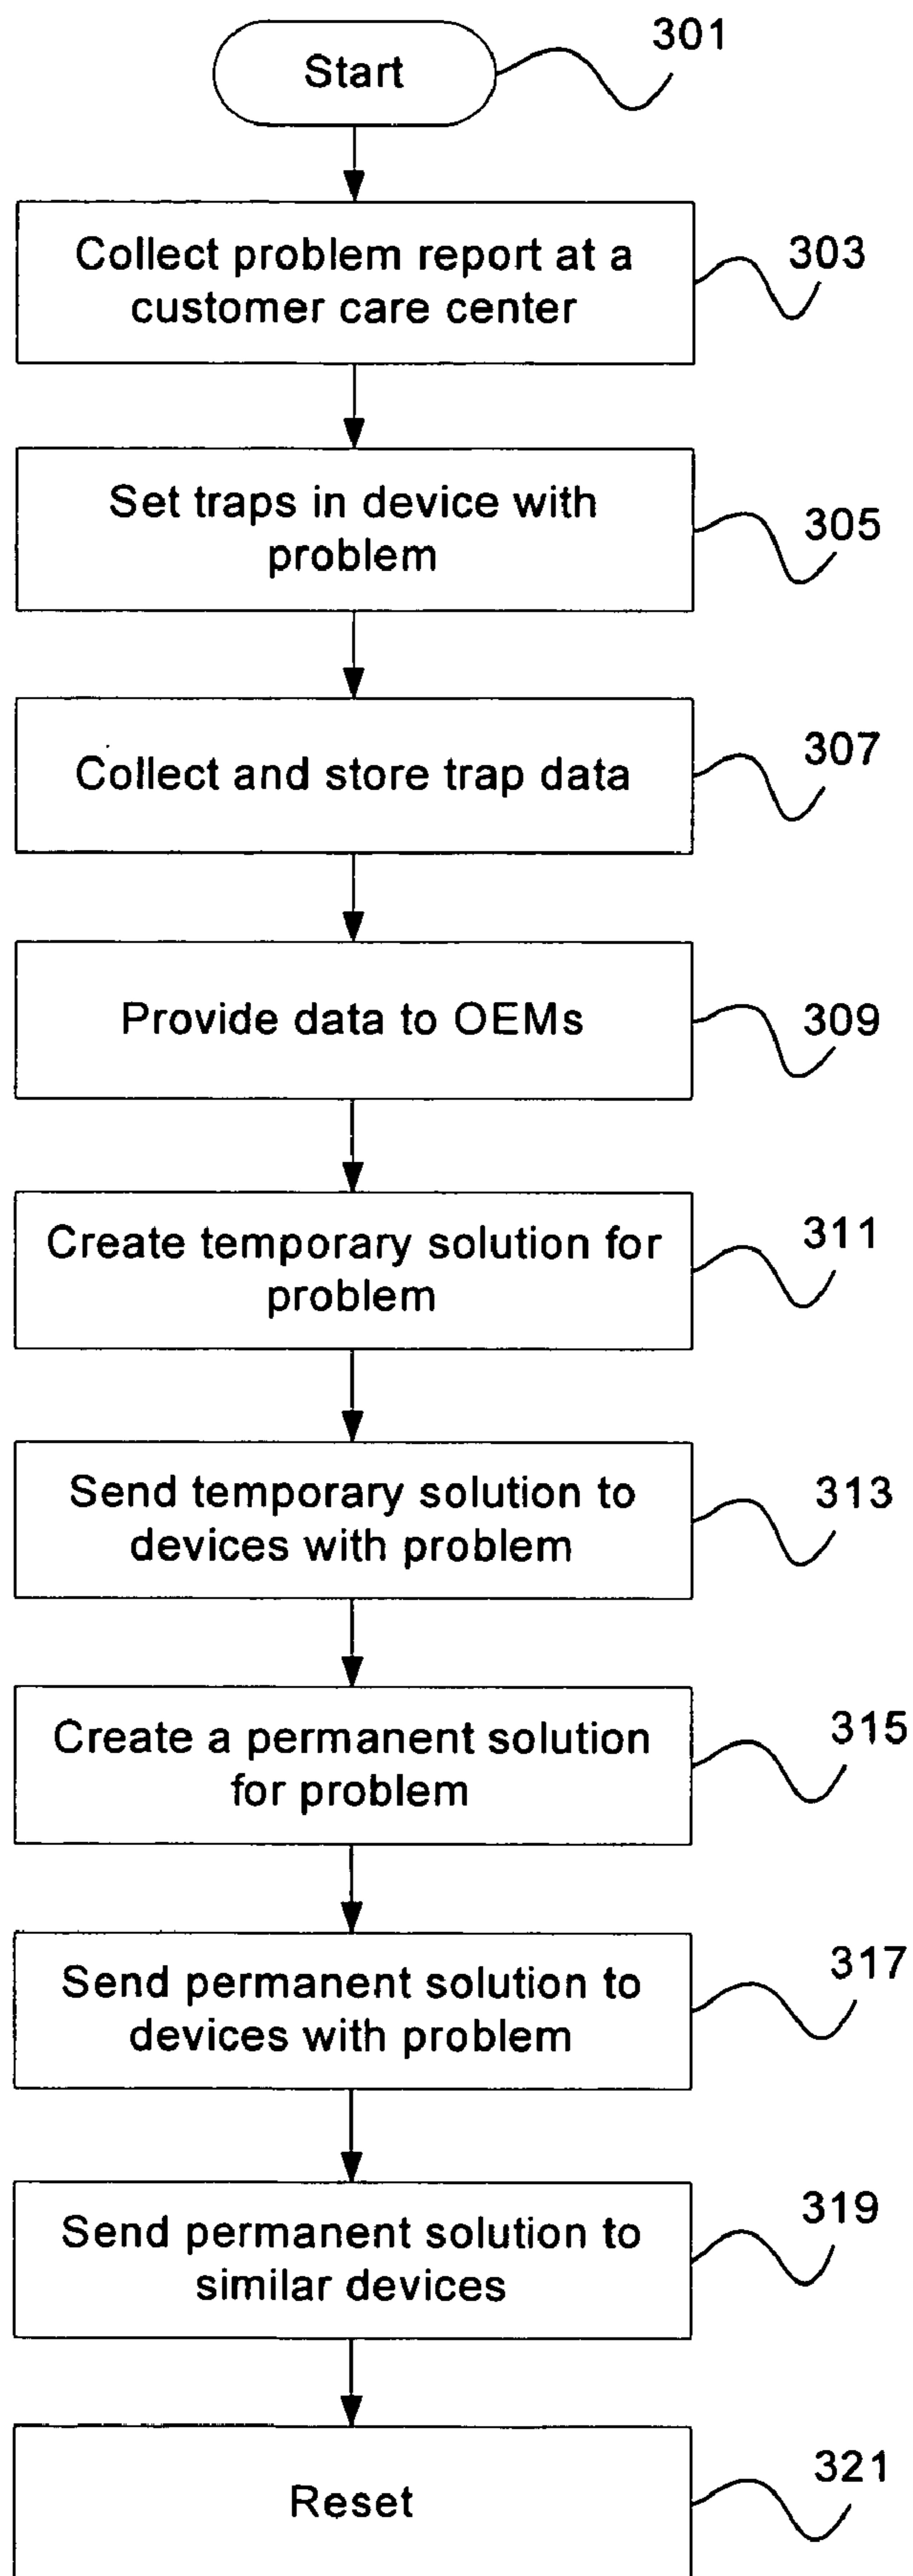 Start
301
Collect problem report at a
customer care center
303
Set traps in device with
problem
305
Collect and store trap data
307
Provide data to OEMs
309
Create temporary solution for
problem
311
Send temporary solution to
devices with problem
313
Create a permanent solution
for problem
315
Send permanent solution to
devices with problem
317
Send permanent solution to
similar devices
319
Reset
321